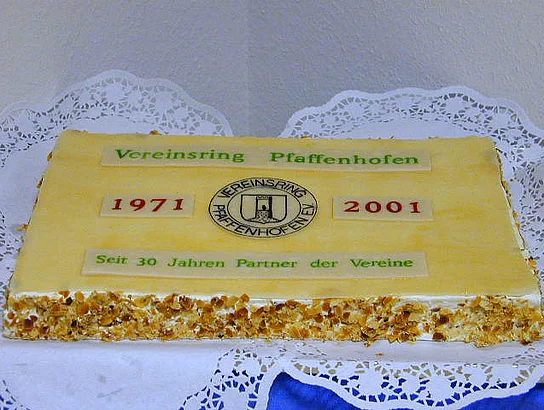 Vereinsring Pfaffenhofen
1971
VEREINSRING
PFAFFENHOFEN E.V.
2001
Seit 30 Jahren Partner der Vereine